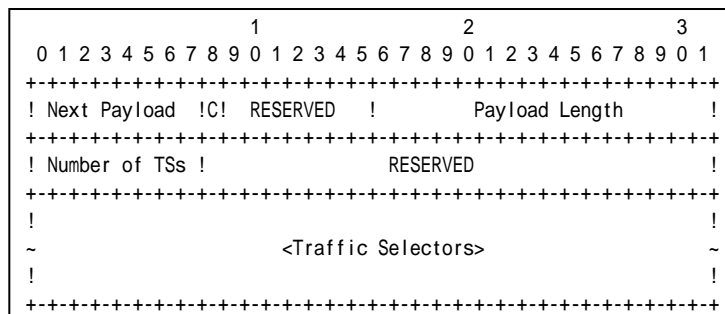 1                   2                   3
 0 1 2 3 4 5 6 7 8 9 0 1 2 3 4 5 6 7 8 9 0 1 2 3 4 5 6 7 8 9 0 1
+-+-+-+-+-+-+-+-+-+-+-+-+-+-+-+-+-+-+-+-+-+-+-+-+-+-+-+-+-+-+-+-+
! Next Payload  !C!  RESERVED   !         Payload Length        !
+-+-+-+-+-+-+-+-+-+-+-+-+-+-+-+-+-+-+-+-+-+-+-+-+-+-+-+-+-+-+-+-+
! Number of TSs !                 RESERVED                      !
+-+-+-+-+-+-+-+-+-+-+-+-+-+-+-+-+-+-+-+-+-+-+-+-+-+-+-+-+-+-+-+-+
!                                                               !
~                       <Traffic Selectors>                     ~
!                                                               !
+-+-+-+-+-+-+-+-+-+-+-+-+-+-+-+-+-+-+-+-+-+-+-+-+-+-+-+-+-+-+-+-+